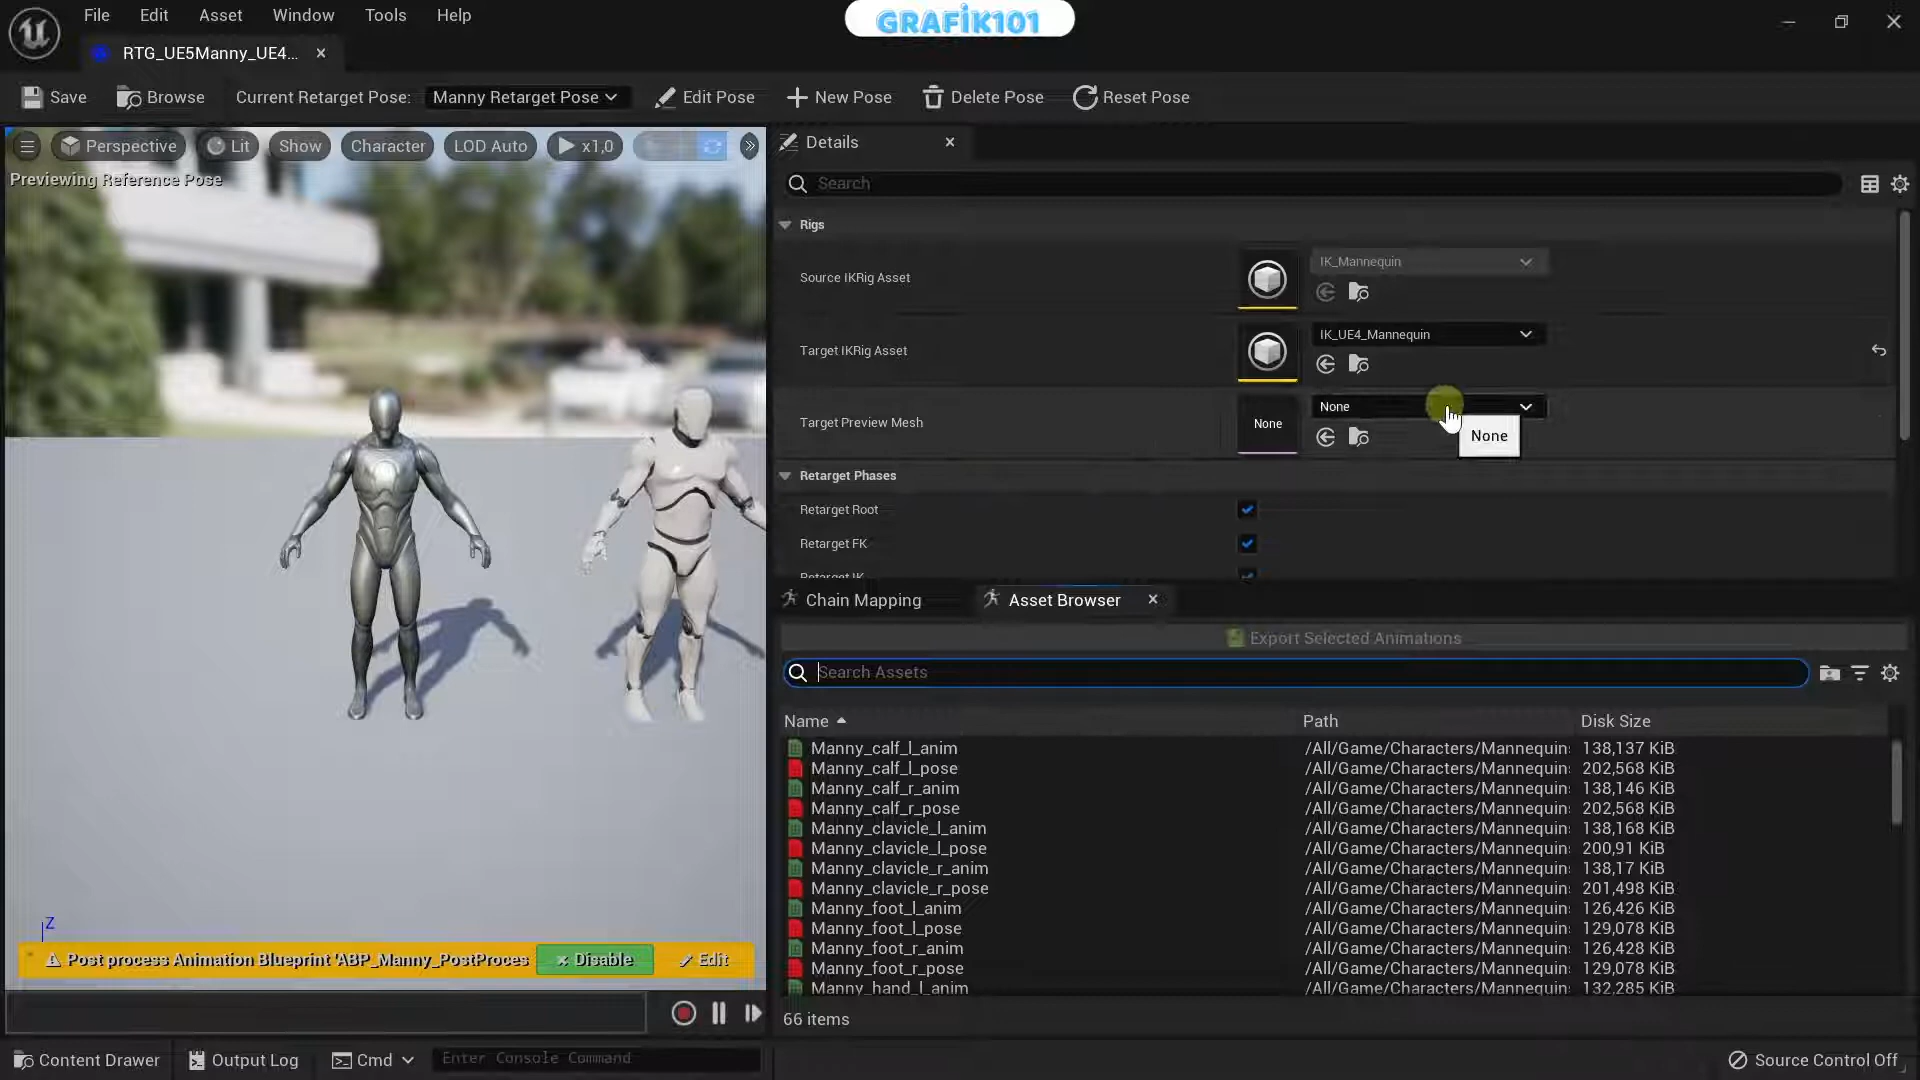 File Edit Asset Window Tools Help
GRAFİK101
RTG_UE5Manny_UE4...
Save Browse Current Retarget Pose: Manny Retarget Pose Edit Pose New Pose Delete Pose Reset Pose
Perspective Lit Show Character LOD Auto x1,0
Previewing Reference Pose
Details
Search
Rigs
Source IKRig Asset
IK_Mannequin
Target IKRig Asset
IK_UE4_Mannequin
Target Preview Mesh
None
None
None
Retarget Phases
Retarget Root
Retarget FK
Retarget IK
Chain Mapping Asset Browser
Export Selected Animations
Search Assets
Name Path Disk Size
Manny_calf_l_anim /All/Game/Characters/Mannequin: 138,137 KiB
Manny_calf_l_pose /All/Game/Characters/Mannequin: 202,568 KiB
Manny_calf_r_anim /All/Game/Characters/Mannequin: 138,146 KiB
Manny_calf_r_pose /All/Game/Characters/Mannequin: 202,568 KiB
Manny_clavicle_l_anim /All/Game/Characters/Mannequin: 138,168 KiB
Manny_clavicle_l_pose /All/Game/Characters/Mannequin: 200,91 KiB
Manny_clavicle_r_anim /All/Game/Characters/Mannequin: 138,17 KiB
Manny_clavicle_r_pose /All/Game/Characters/Mannequin: 201,498 KiB
Manny_foot_l_anim /All/Game/Characters/Mannequin: 126,426 KiB
Manny_foot_l_pose /All/Game/Characters/Mannequin: 129,078 KiB
Manny_foot_r_anim /All/Game/Characters/Mannequin: 126,428 KiB
Manny_foot_r_pose /All/Game/Characters/Mannequin: 129,078 KiB
Manny_hand_l_anim /All/Game/Characters/Mannequin: 132,285 KiB
66 items
Z
Post process Animation Blueprint 'ABP_Manny_PostProces Disable Edit
Content Drawer Output Log Cmd Enter Console Command Source Control Off